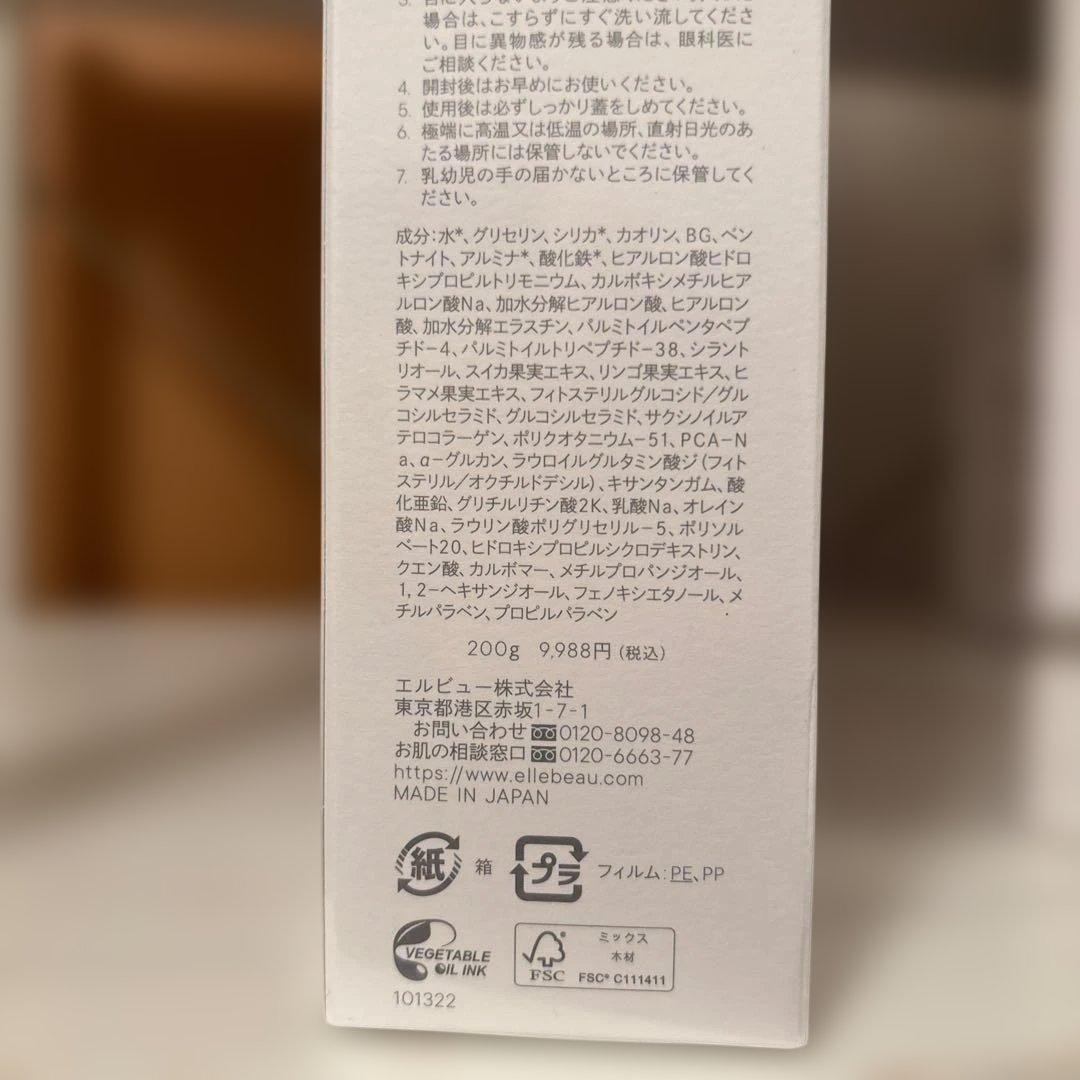 場合は、こすらずにすぐ洗い流してくださ
い。目に異物感が残る場合は、眼科医に
ご相談ください。
4. 開封後はお早めにお使いください。
5. 使用後は必ずしっかり蓋をしめてください。
6. 極端に高温又は低温の場所、直射日光のあ
たる場所には保管しないでください。
7. 乳幼児の手の届かないところに保管してく
ださい。
成分:水*、グリセリン、シリカ*、カオリン、BG、ベン
トナイト、アルミナ*、酸化鉄*、ヒアルロン酸ヒドロ
キシプロピルトリモニウム、カルボキシメチルヒア
ルロン酸Na、加水分解ヒアルロン酸、ヒアルロン
酸、加水分解エラスチン、パルミトイルペンタペプ
チド-4、パルミトイルトリペプチド-38、シラント
リオール、スイカ果実エキス、リンゴ果実エキス、ヒ
ラマメ果実エキス、フィトステリルグルコシド/グル
コシルセラミド、グルコシルセラミド、サクシノイルア
テロコラーゲン、ポリクオタニウム-51、PCA-N
a、α-グルカン、ラウロイルグルタミン酸ジ(フィト
ステリル/オクチルドデシル)、キサンタンガム、酸
化亜鉛、グリチルリチン酸2K、乳酸Na、オレイン
酸Na、ラウリン酸ポリグリセリル-5、ポリソル
ベート20、ヒドロキシプロピルシクロデキストリン、
クエン酸、カルボマー、メチルプロパンジオール、
1,2-ヘキサンジオール、フェノキシエタノール、メ
チルパラベン、プロピルパラベン
200g 9,988円(税込)
エルビュー株式会社
東京都港区赤坂1-7-1
お問い合わせ 0120-8098-48
お肌の相談窓口 0120-6663-77
https://www.ellebeau.com
MADE IN JAPAN
紙 箱 プラ フィルム:PE、PP
VEGETABLE
OIL INK
FSC
ミックス
木材
FSC® C111411
101322